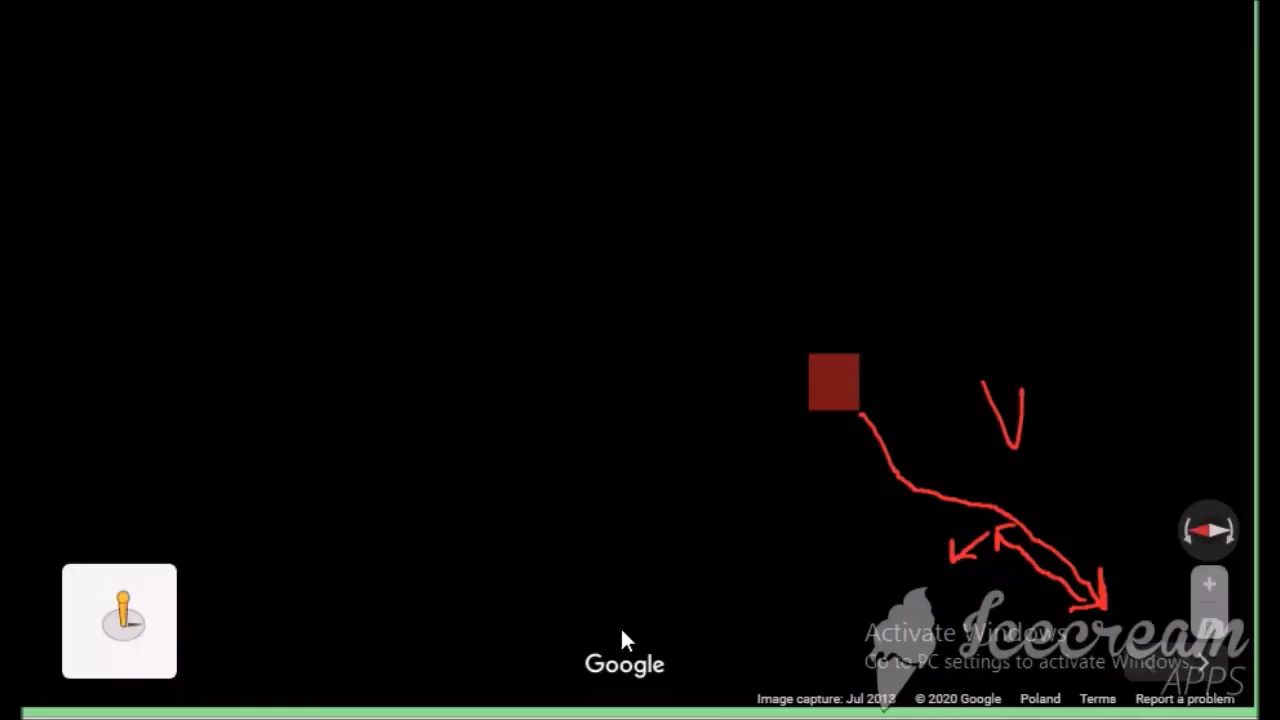 V
+
Activate Windows
Icecream
Google
Go to PC settings to activate Windows.
APPS
Image capture: Jul 2013 © 2020 Google Poland Terms Report a problem